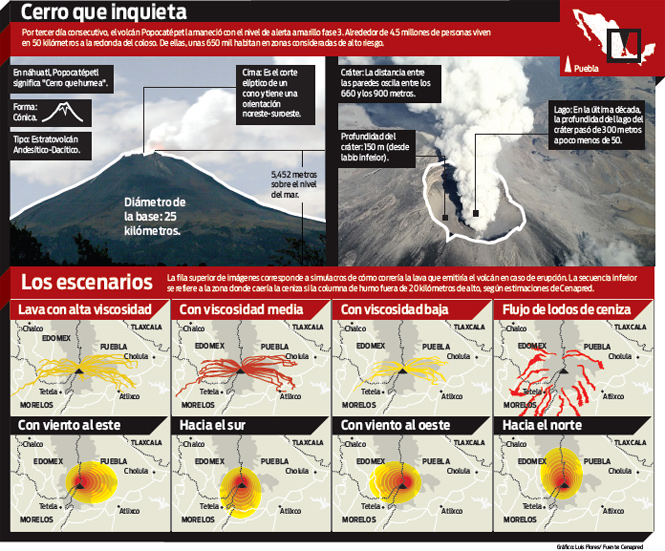 Cerro que inquieta
Por tercer día consecutivo, el volcán Popocatépetl amaneció con el nivel de alerta amarillo fase 3. Alrededor de 4.5 millones de personas viven
en 50 kilómetros a la redonda del coloso. De ellas, unas 650 mil habitan en zonas consideradas de alto riesgo.
Puebla
En náhuatl, Popocatépetl
significa "Cerro que humea".
Forma:
Cónica.
Tipo: Estratovolcán
Andesítico-Dacítico.
Cima: Es el corte
elíptico de un
cono y tiene una
orientación
noreste-suroeste.
5,452 metros
sobre el nivel
del mar.
Diámetro de
la base: 25
kilómetros.
Cráter: La distancia entre
las paredes oscila entre los
660 y los 900 metros.
Profundidad del
cráter: 150 m (desde
labio inferior).
Lago: En la última década,
la profundidad del lago del
cráter pasó de 300 metros
a poco menos de 50.
Los escenarios
La fila superior de imágenes corresponde a simulacros de cómo correría la lava que emitiría el volcán en caso de erupción. La secuencia inferior
se refiere a la zona donde caería la ceniza si la columna de humo fuera de 20 kilómetros de alto, según estimaciones de Cenapred.
Lava con alta viscosidad
Chalco
TLAXCALA
EDOMEX
PUEBLA
Cholula
Tetela
Atlixco
MORELOS
Con viscosidad media
Chalco
TLAXCALA
EDOMEX
PUEBLA
Cholula
Tetela
Atlixco
MORELOS
Con viscosidad baja
Chalco
TLAXCALA
EDOMEX
PUEBLA
Cholula
Tetela
Atlixco
MORELOS
Flujo de lodos de ceniza
Chalco
TLAXCALA
EDOMEX
PUEBLA
Cholula
Tetela
Atlixco
MORELOS
Con viento al este
Chalco
TLAXCALA
EDOMEX
PUEBLA
Cholula
Tetela
Atlixco
MORELOS
Hacia el sur
Chalco
TLAXCALA
EDOMEX
PUEBLA
Cholula
Tetela
Atlixco
MORELOS
Con viento al oeste
Chalco
TLAXCALA
EDOMEX
PUEBLA
Cholula
Tetela
Atlixco
MORELOS
Hacia el norte
Chalco
TLAXCALA
EDOMEX
PUEBLA
Cholula
Tetela
Atlixco
MORELOS
Gráfico: Luis Flores/ Fuente Cenapred